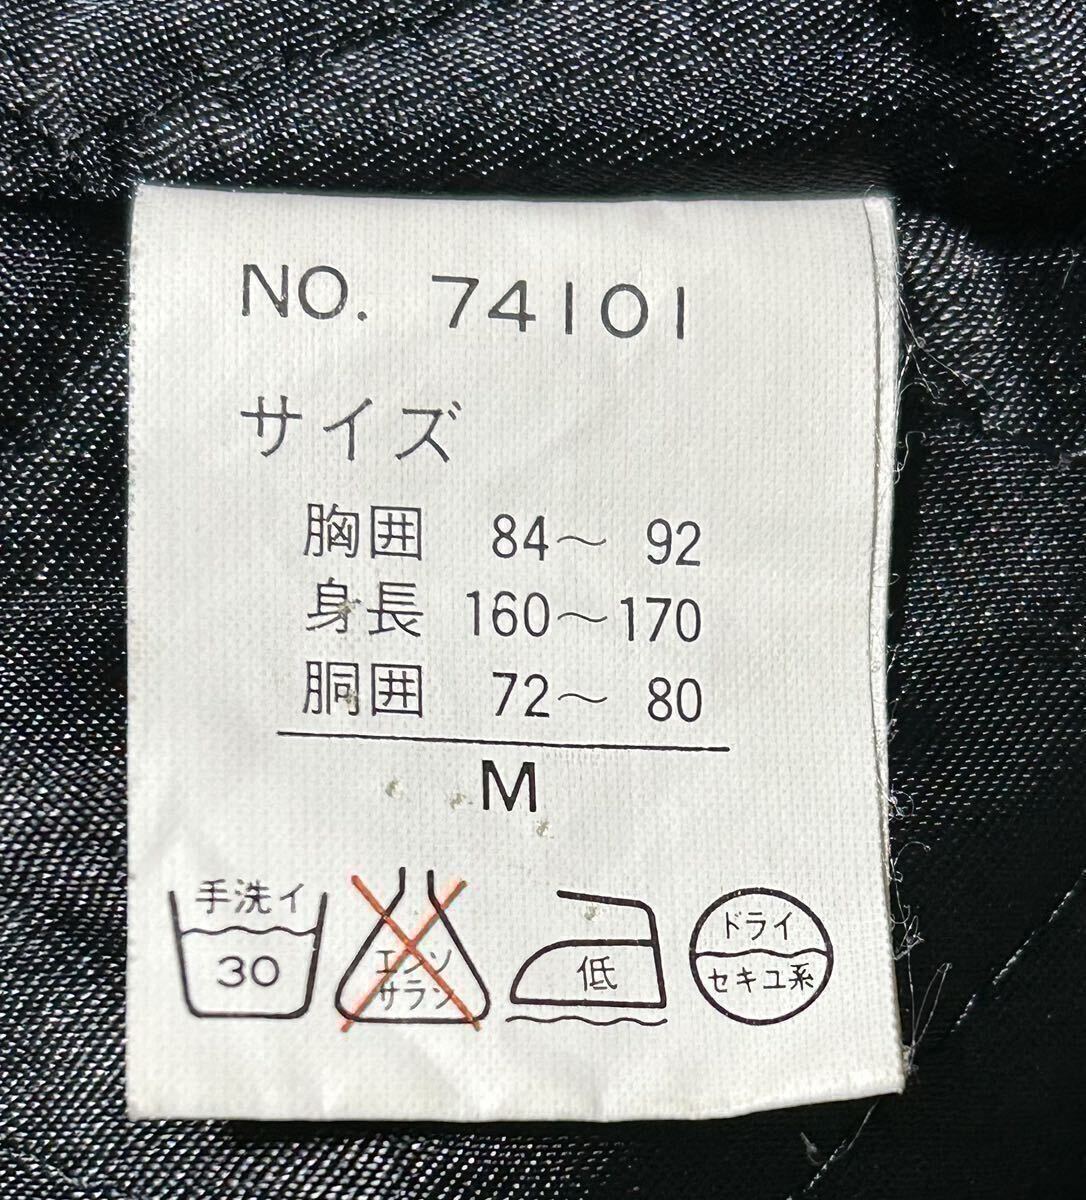 NO. 74101
サイズ
胸囲 84～ 92
身長 160～170
胴囲 72～ 80
M
手洗イ
30
エンソ
サラシ
低
ドライ
セキユ系